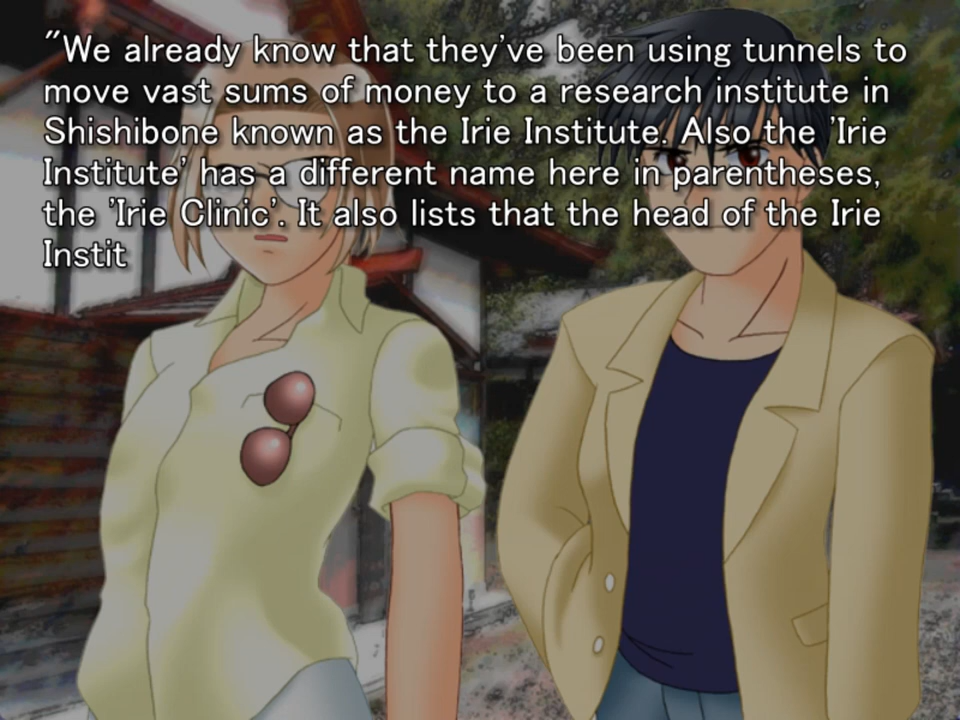 "We already know that they've been using tunnels to
move vast sums of money to a research institute in
Shishibone known as the Irie Institute. Also the 'Irie
Institute' has a different name here in parentheses,
the 'Irie Clinic'. It also lists that the head of the Irie
Instit